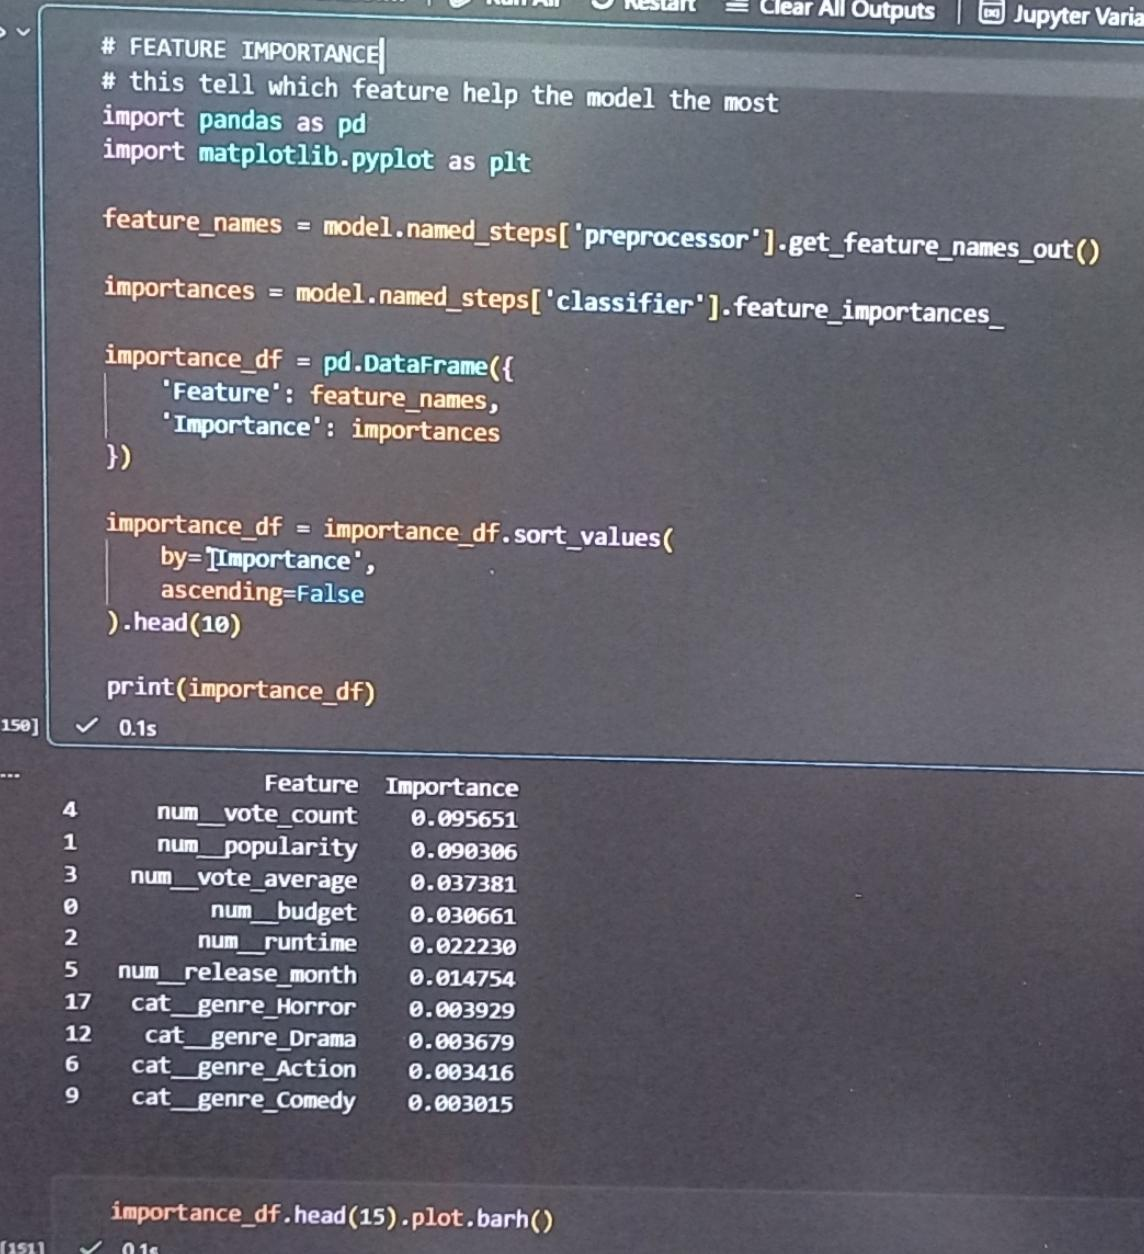 Restart Clear All Outputs Jupyter
# FEATURE IMPORTANCE
# this tell which feature help the model the most
import pandas as pd
import matplotlib.pyplot as plt
feature_names = model.named_steps['preprocessor'].get_feature_names_out()
importances = model.named_steps['classifier'].feature_importances_
importance_df = pd.DataFrame({
'Feature': feature_names,
'Importance': importances
})
importance_df = importance_df.sort_values(
by='Importance',
ascending=False
).head(10)
print(importance_df)
150] 0.1s
...
Feature Importance
4 num__vote_count 0.095651
1 num__popularity 0.090306
3 num__vote_average 0.037381
0 num__budget 0.030661
2 num__runtime 0.022230
5 num__release_month 0.014754
17 cat__genre_Horror 0.003929
12 cat__genre_Drama 0.003679
6 cat__genre_Action 0.003416
9 cat__genre_Comedy 0.003015
importance_df.head(15).plot.barh()
[151] 0.1s